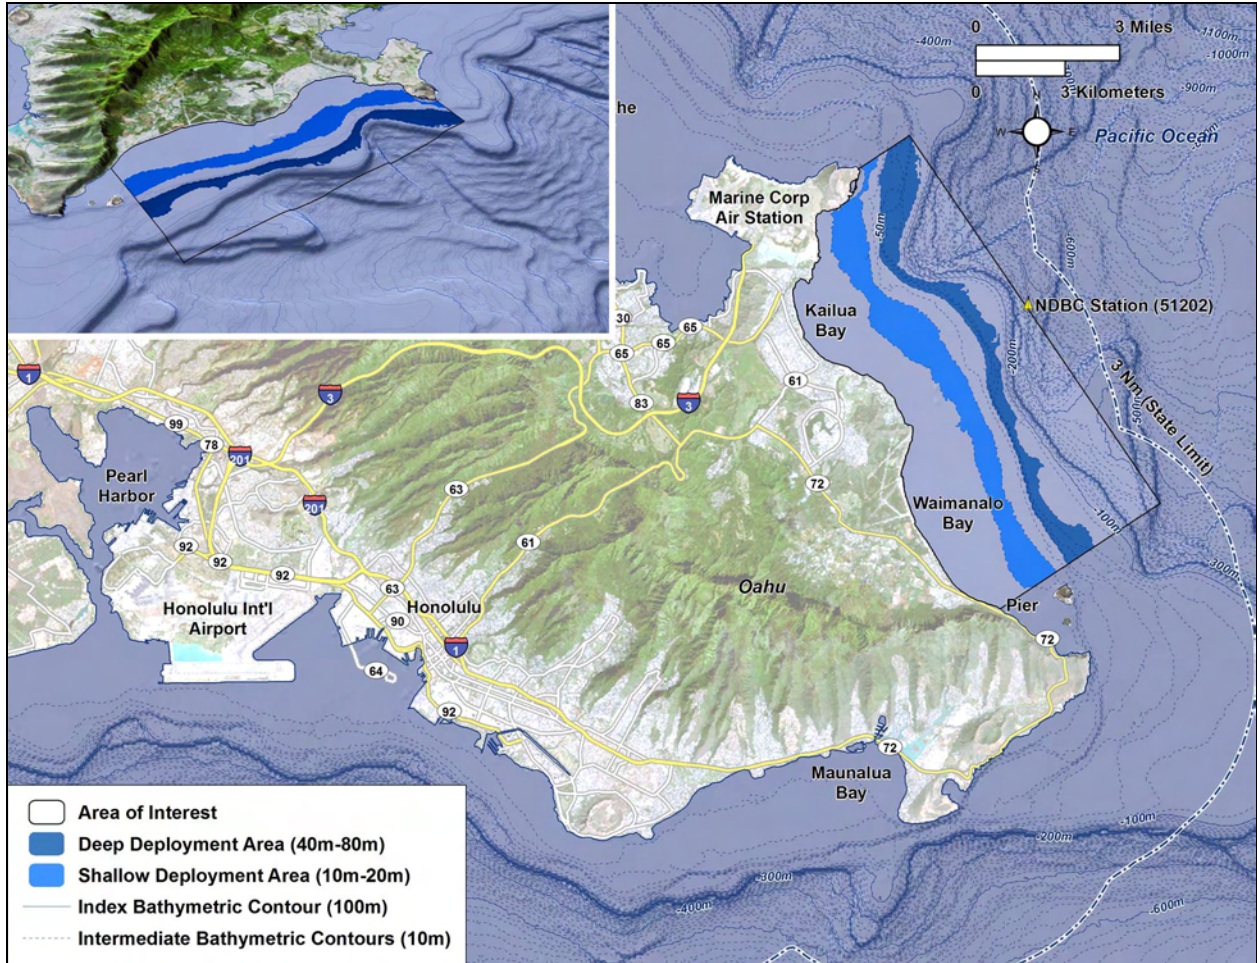 0 3 Miles
0 3 Kilometers
N
W E
S
Pacific Ocean
-400m
1100m
-1000m
-900m
he
Marine Corp
Air Station
-50m
600m
NDBC Station (51202)
Kailua
Bay
-200m
3 Nm (State Limit)
-500m
30
65
65
65
61
83
3
3
1
99
78
201
201
Pearl
Harbor
63
72
61
Waimanalo
Bay
-100m
-300m
92
92
92
63
Oahu
Honolulu
90
Honolulu Int'l
Airport
Pier
72
1
64
92
72
Maunalua
Bay
-100m
-200m
300m
-400m
-600m
Area of Interest
Deep Deployment Area (40m-80m)
Shallow Deployment Area (10m-20m)
Index Bathymetric Contour (100m)
Intermediate Bathymetric Contours (10m)